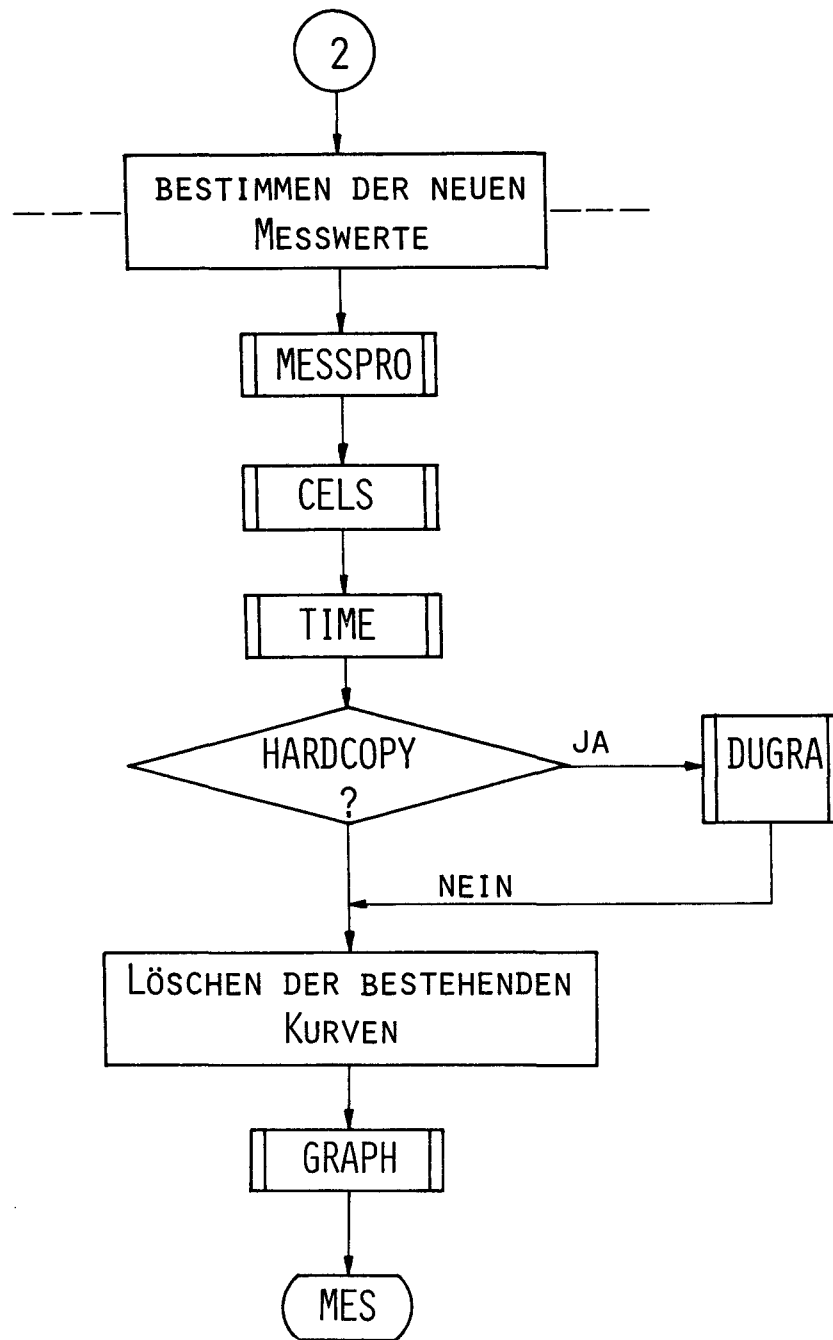 2
BESTIMMEN DER NEUEN
MESSWERTE
MESSPRO
CELS
TIME
HARDCOPY
?
JA
DUGRA
NEIN
LÖSCHEN DER BESTEHENDEN
KURVEN
GRAPH
MES